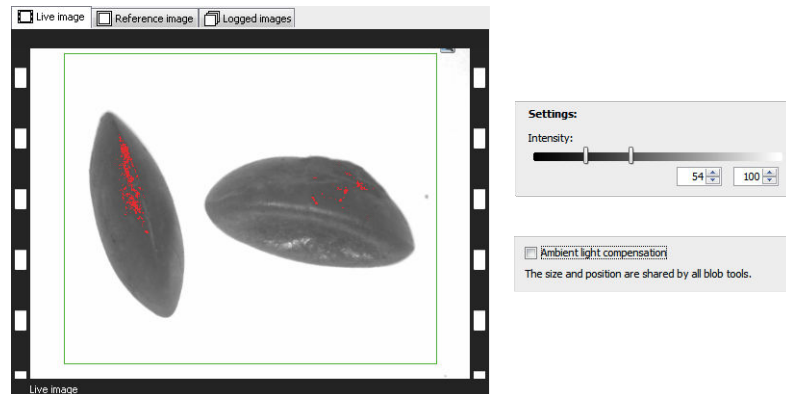 Live image
Reference image
Logged images
Settings:
Intensity:
54
100
Ambient light compensation
The size and position are shared by all blob tools.
Live image